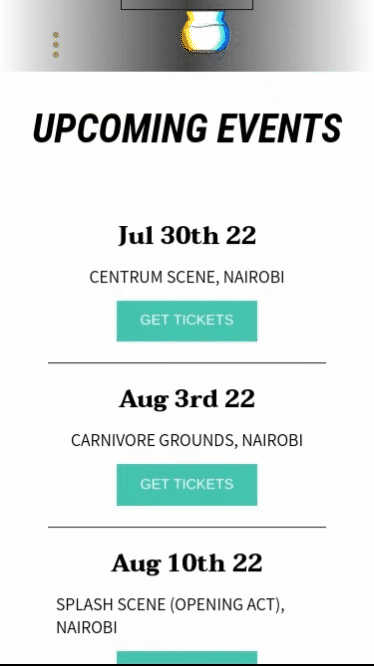 UPCOMING EVENTS
Jul 30th 22
CENTRUM SCENE, NAIROBI
GET TICKETS
Aug 3rd 22
CARNIVORE GROUNDS, NAIROBI
GET TICKETS
Aug 10th 22
SPLASH SCENE (OPENING ACT),
NAIROBI